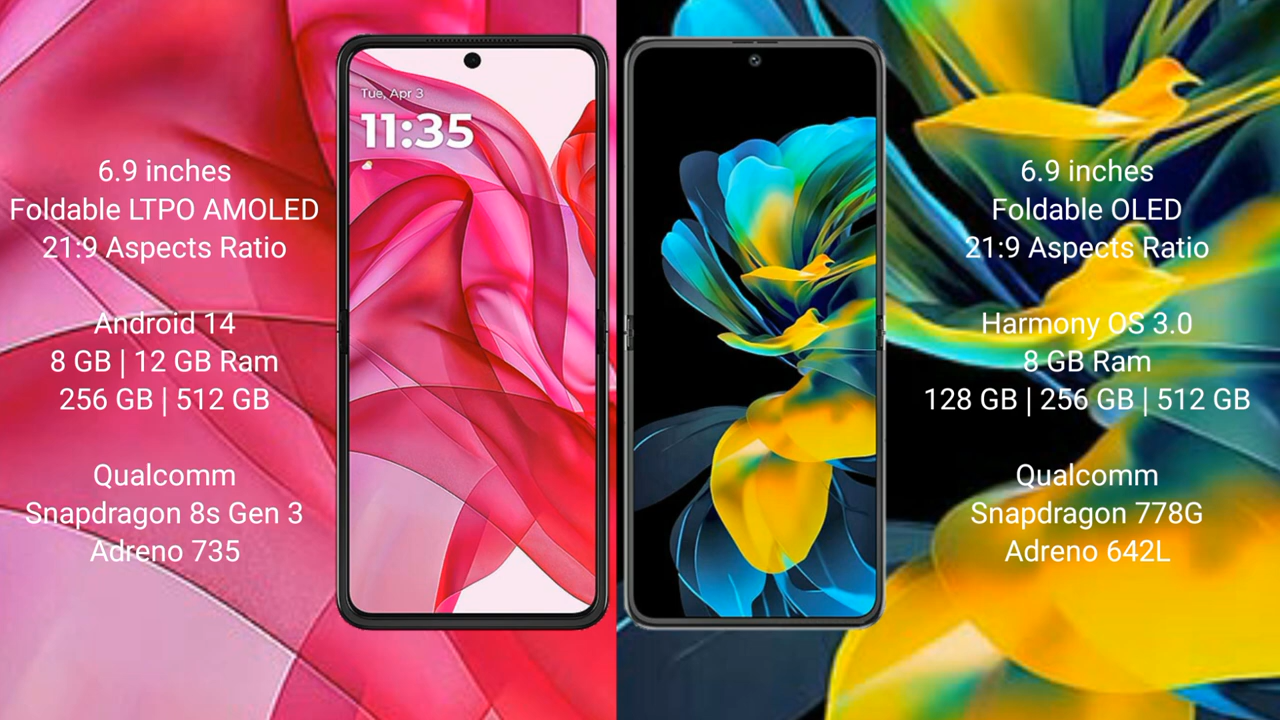 6.9 inches
Foldable LTPO AMOLED
21:9 Aspects Ratio
Android 14
8 GB | 12 GB Ram
256 GB | 512 GB
Qualcomm
Snapdragon 8s Gen 3
Adreno 735
Tue, Apr 3
11:35
6.9 inches
Foldable OLED
21:9 Aspects Ratio
Harmony OS 3.0
8 GB Ram
128 GB | 256 GB | 512 GB
Qualcomm
Snapdragon 778G
Adreno 642L